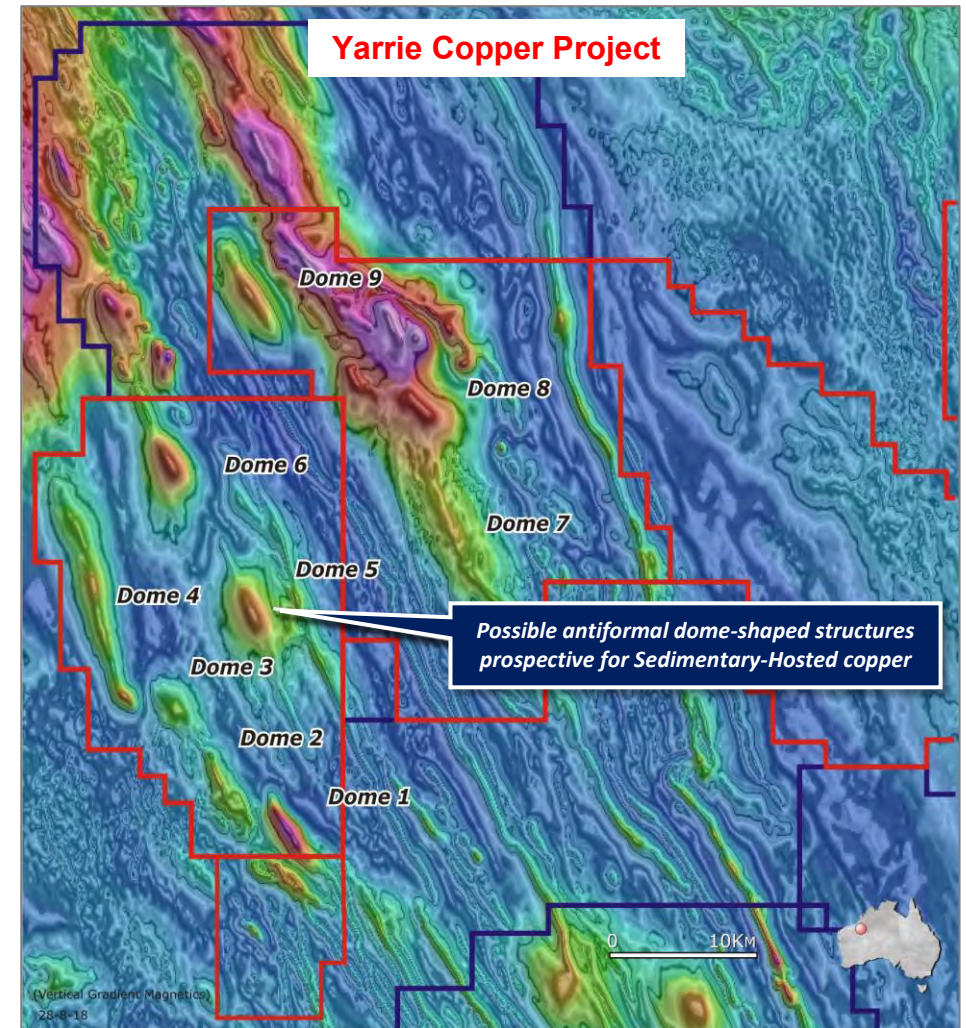 Yarrie Copper Project
Dome 9
Dome 8
Dome 6
Dome 7
Dome 5
Dome 4
Possible antiformal dome-shaped structures
prospective for Sedimentary-Hosted copper
Dome 3
Dome 2
Dome 1
0 10KM
(Vertical Gradient Magnetics)
28-8-18